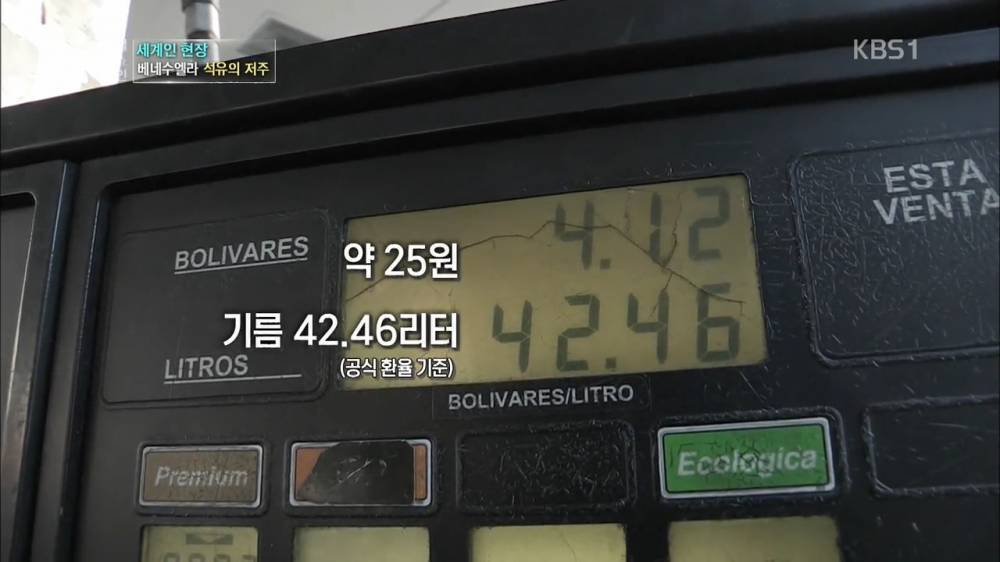 세계인 현장
베네수엘라 석유의 저주
KBS1
ESTA
VENTA
4.12
BOLIVARES
약 25원
기름 42.46리터
42.46
(공식 환율 기준)
LITROS
BOLIVARES/LITRO
Premium
Ecológica